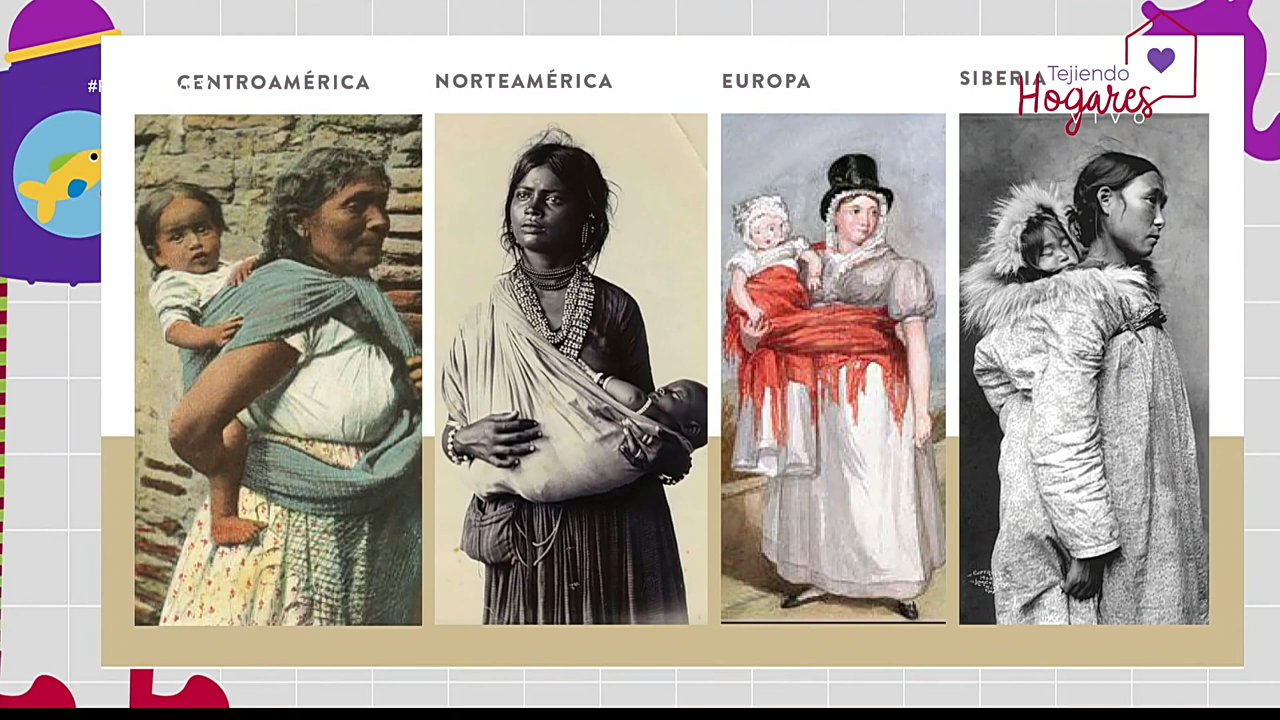 CENTROAMÉRICA
NORTEAMÉRICA
EUROPA
SIBERIA
Tejiendo
Hogares
VIVO